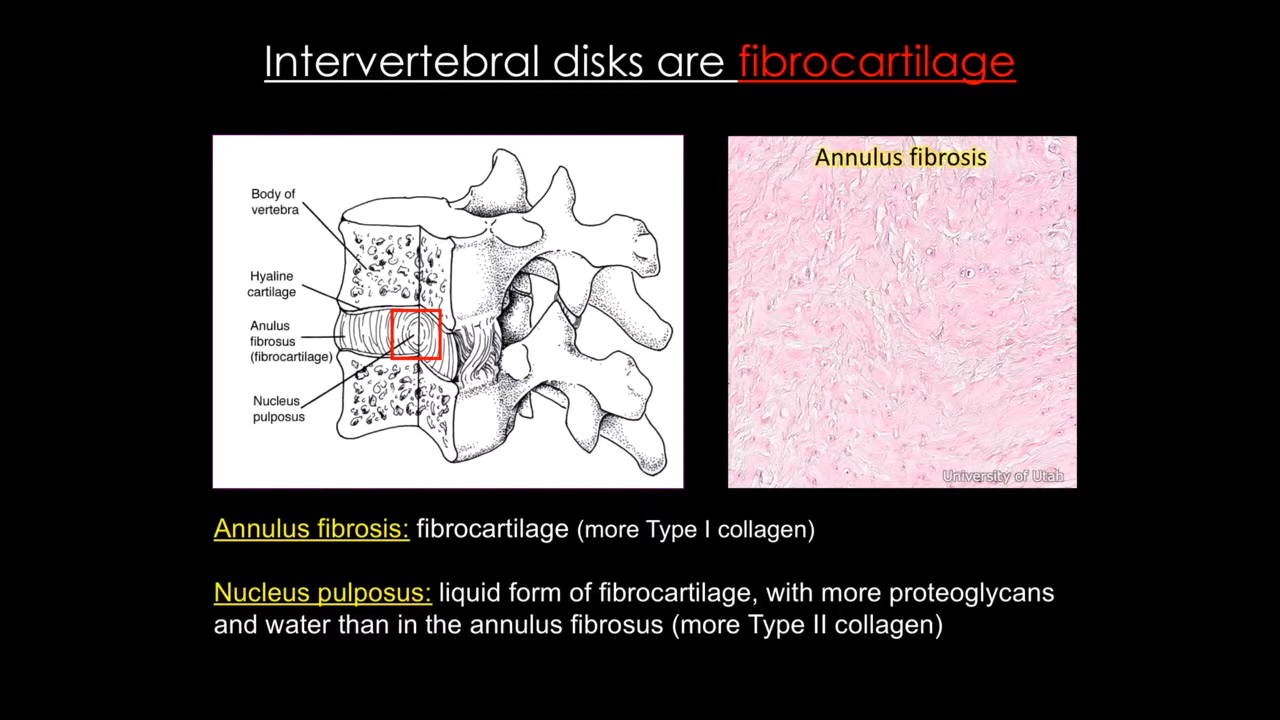 Intervertebral disks are fibrocartilage
Body of
vertebra
Hyaline
cartilage
Anulus
fibrosus
(fibrocartilage)
Nucleus
pulposus
Annulus fibrosis
University of Utah
Annulus fibrosis: fibrocartilage (more Type I collagen)
Nucleus pulposus: liquid form of fibrocartilage, with more proteoglycans
and water than in the annulus fibrosus (more Type II collagen)